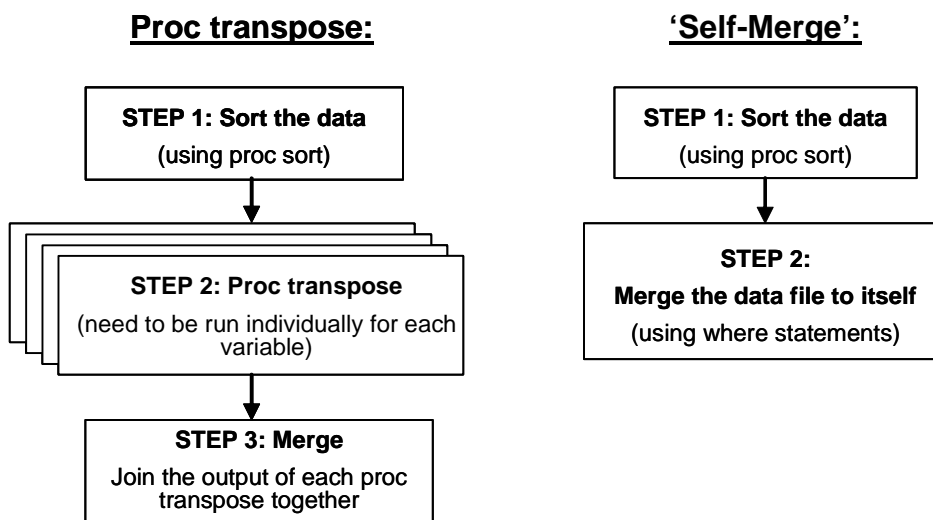 Proc transpose:
STEP 1: Sort the data
(using proc sort)
STEP 2: Proc transpose
(need to be run individually for each
variable)
STEP 3: Merge
Join the output of each proc
transpose together
‘Self-Merge’:
STEP 1: Sort the data
(using proc sort)
STEP 2:
Merge the data file to itself
(using where statements)